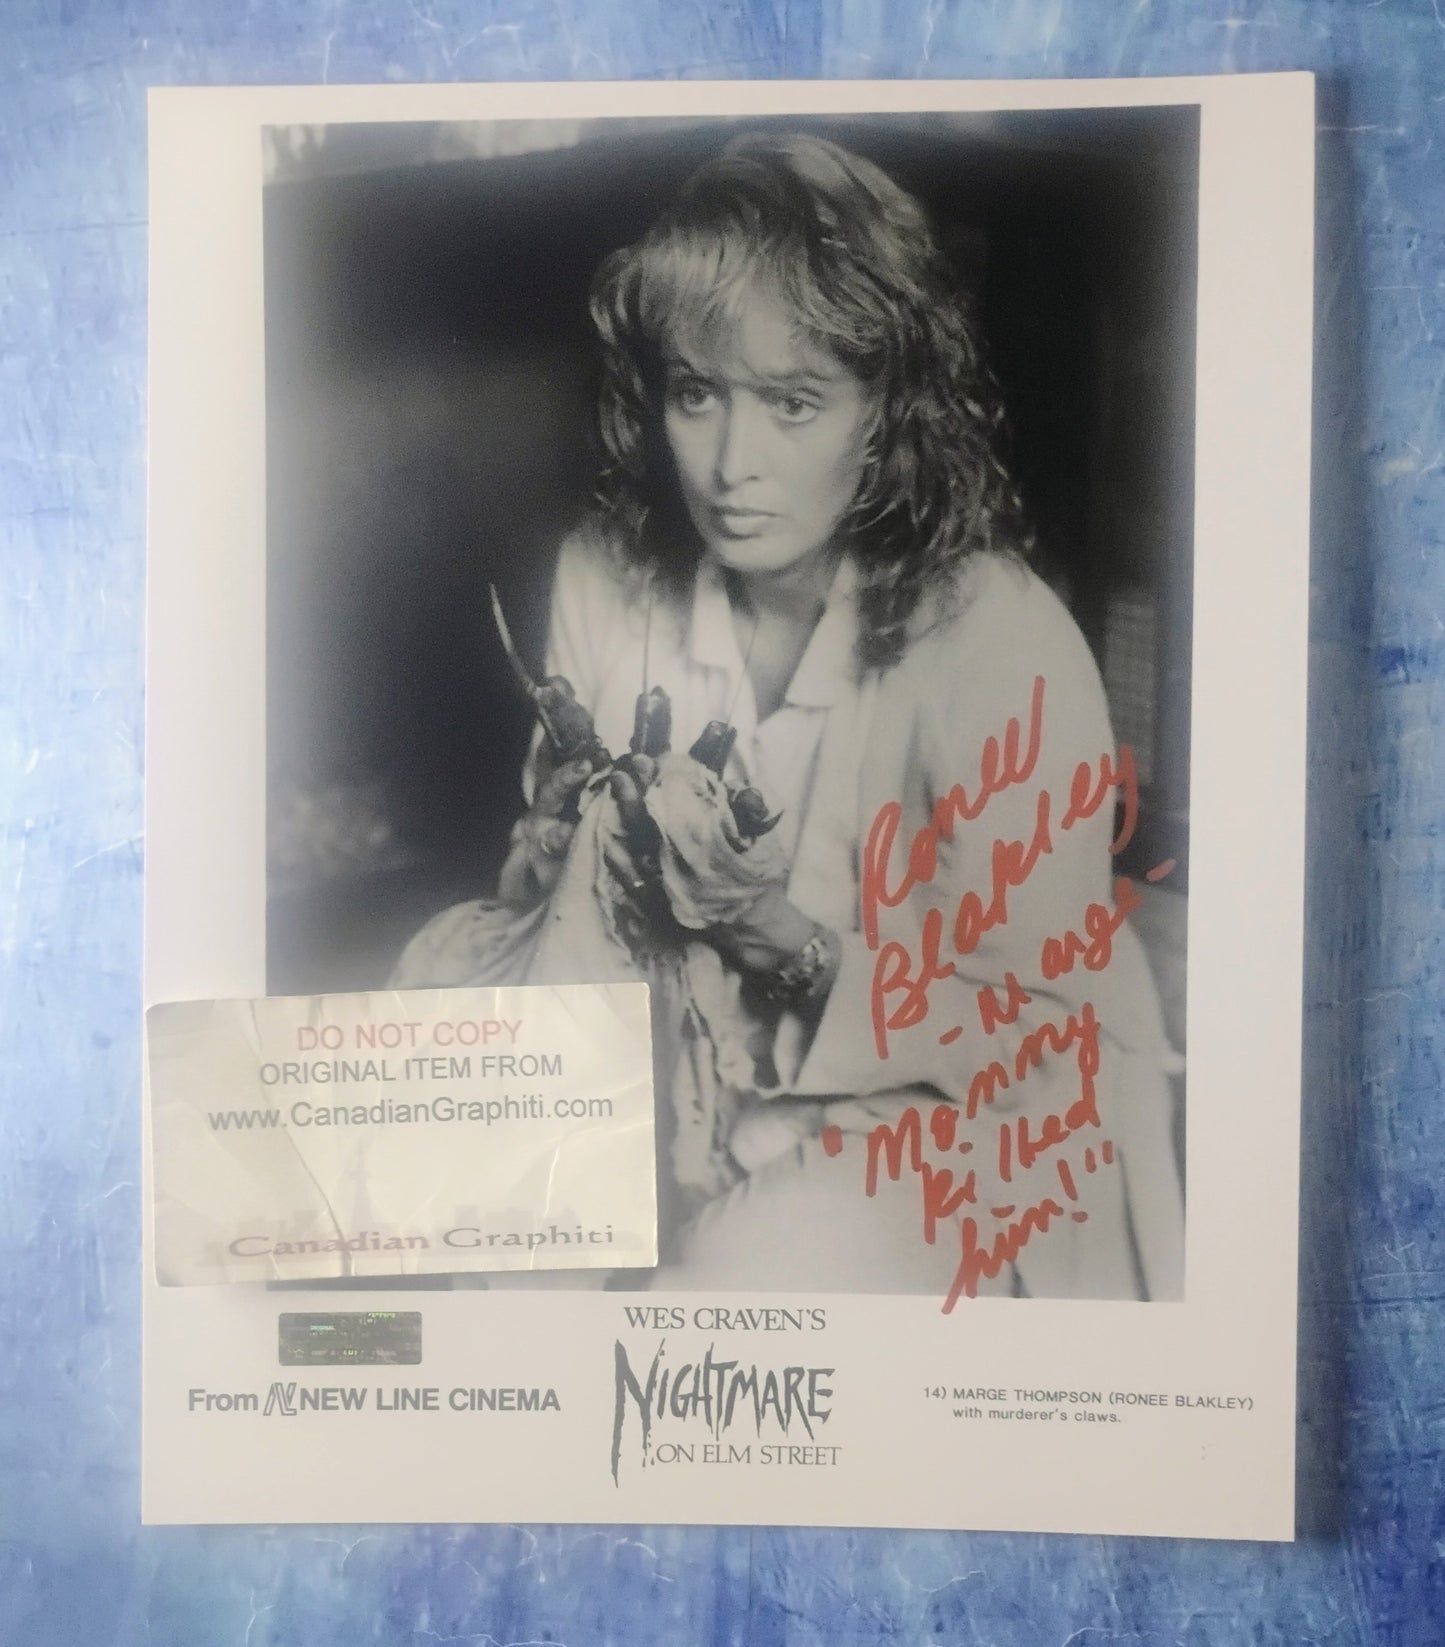 Ronee
Blakley
- Marge -
"Mommy
killed
him!"
DO NOT COPY
ORIGINAL ITEM FROM
www.CanadianGraphiti.com
Canadian Graphiti
From NEW LINE CINEMA
WES CRAVEN'S
NIGHTMARE
ON ELM STREET
14) MARGE THOMPSON (RONEE BLAKLEY)
with murderer's claws.